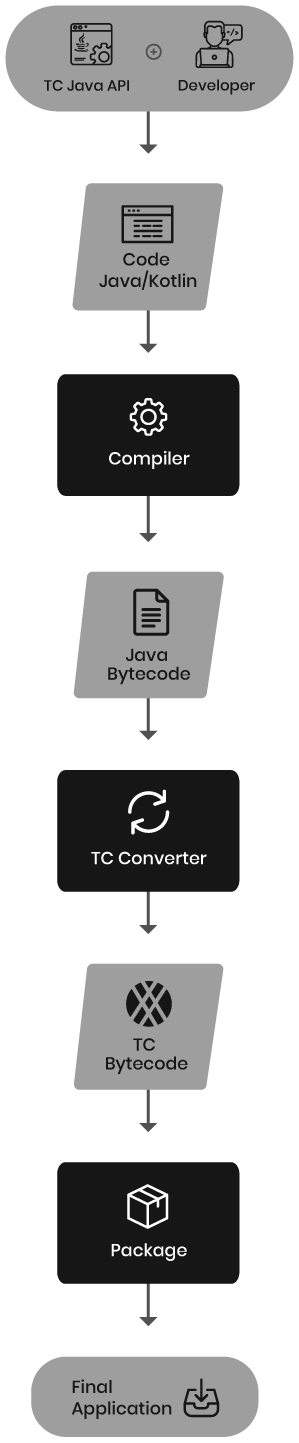 TC Java API
Developer
Code
Java/Kotlin
Compiler
Java
Bytecode
TC Converter
TC
Bytecode
Package
Final
Application